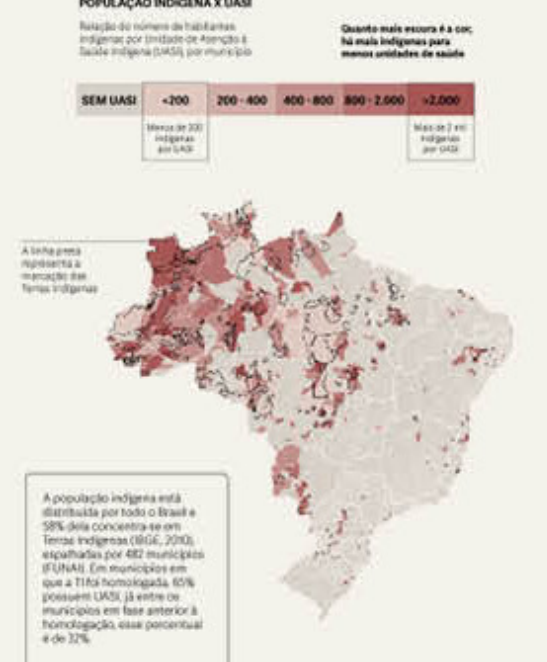 POPULAÇÃO INDÍGENA X UASI
Relação do número de habitantes
indígenas por Unidade de Atenção à
Saúde Indígena (UASI), por município
Quanto mais escura é a cor,
há mais indígenas para
menos unidades de saúde
SEM UASI <200 200 - 400 400 - 800 800 - 2.000 >2.000
Menos de 200
indígenas
por UASI
Mais de 2 mil
indígenas
por UASI
A linha preta
representa a
marcação das
Terras Indígenas
A população indígena está
distribuída por todo o Brasil e
58% dela concentra-se em
Terras Indígenas (IBGE, 2010),
espalhadas por 482 municípios
(FUNAI). Em municípios em
que a TI foi homologada, 65%
possuem UASI, já entre os
municípios em fase anterior à
homologação, esse percentual
é de 32%.